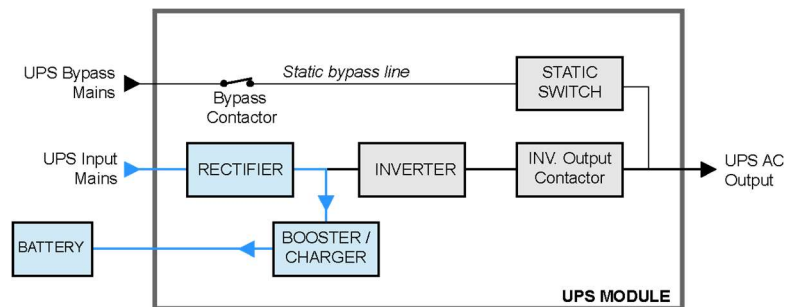 UPS Bypass
Mains
Static bypass line
Bypass
Contactor
STATIC
SWITCH
UPS Input
Mains
RECTIFIER
INVERTER
INV. Output
Contactor
UPS AC
Output
BATTERY
BOOSTER /
CHARGER
UPS MODULE